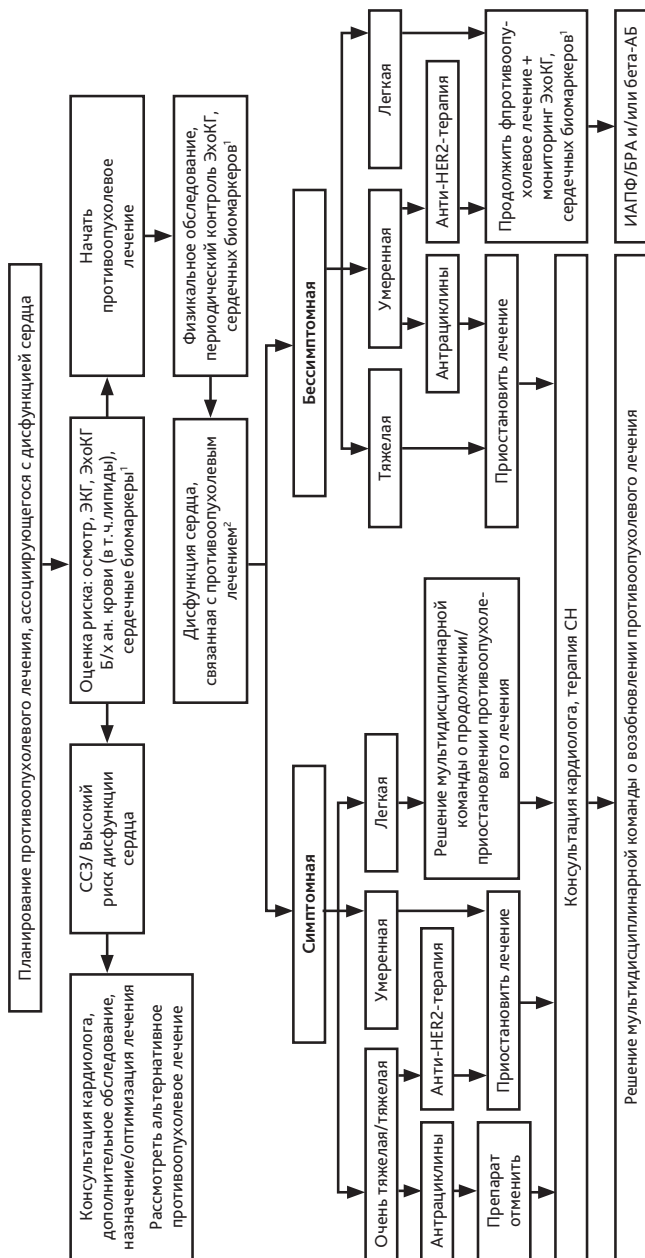 Планирование противоопухолевого лечения, ассоциирующегося с дисфункцией сердца
Консультация кардиолога,
дополнительное обследование,
назначение/оптимизация лечения
Рассмотреть альтернативное
противоопухолевое лечение
ССЗ/ Высокий
риск дисфункции
сердца
Оценка риска: осмотр, ЭКГ, ЭхоКГ
Б/х ан. крови (в т.ч.липиды),
сердечные биомаркеры¹
Начать
противоопухолевое
лечение
Дисфункция сердца,
связанная с противоопухолевым
лечением²
Физикальное обследование,
периодический контроль ЭхоКГ,
сердечных биомаркеров¹
Симптомная
Бессимптомная
Очень тяжелая/тяжелая
Умеренная
Легкая
Тяжелая
Умеренная
Легкая
Антрациклины
Анти-HER2-терапия
Решение мультидисциплинарной
команды о продолжении/
приостановлении противоопухоле-
вого лечения
Антрациклины
Анти-HER2-терапия
Препарат
отменить
Приостановить лечение
Приостановить лечение
Продолжить фпротивоопу-
холевое лечение +
мониторинг ЭхоКГ,
сердечных биомаркеров¹
Консультация кардиолога, терапия СН
Решение мультидисциплинарной команды о возобновлении противоопухолевого лечения
ИАПФ/БРА и/или бета-АБ